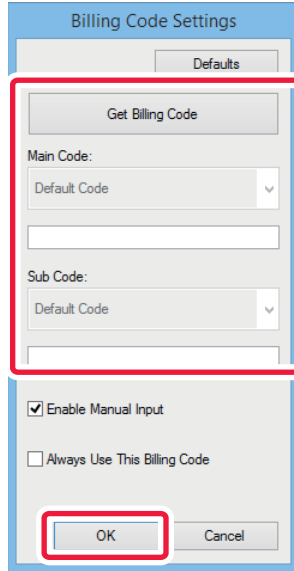 Billing Code Settings
Defaults
Get Billing Code
Main Code:
Default Code
Sub Code:
Default Code
Enable Manual Input
Always Use This Billing Code
OK Cancel